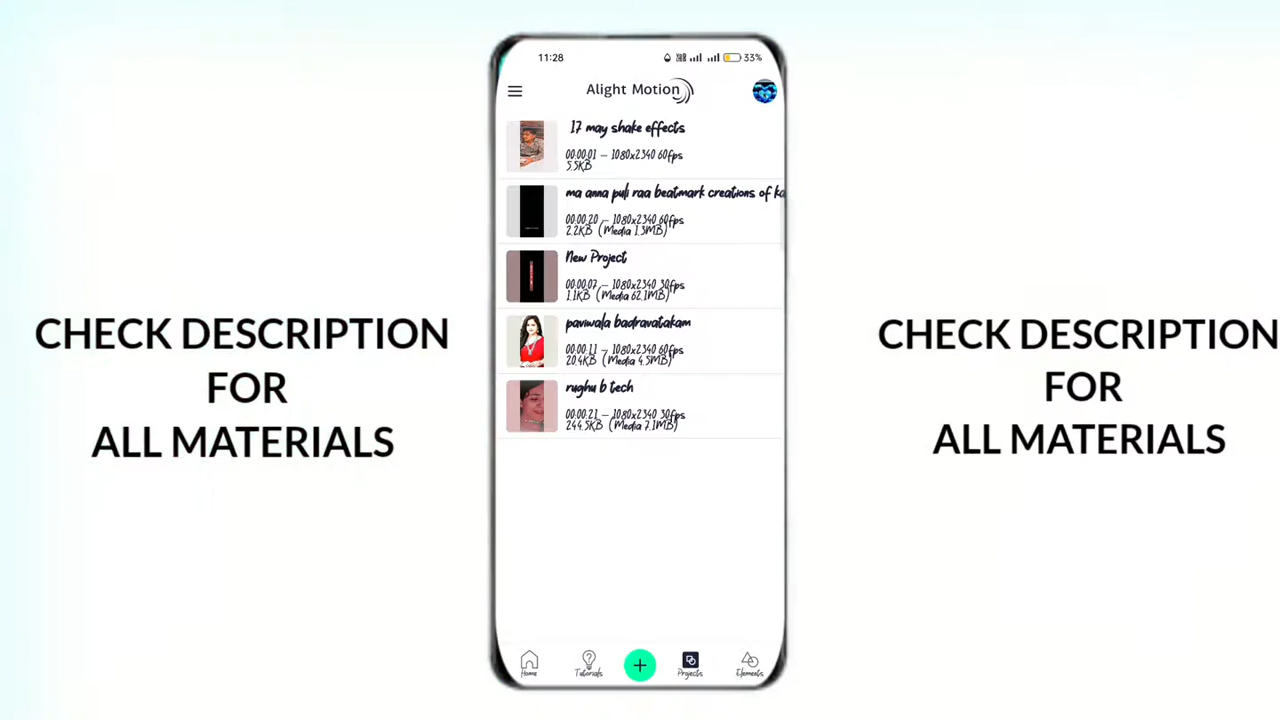 11:28
33%
Alight Motion
17 may shake effects
00:00:01 – 1080x2340 60fps
5.5KB
ma anna puli raa beatmark creations of ka
00:00:20 – 1080x2340 60fps
2.2KB (Media 1.3MB)
New Project
00:00:07 – 1080x2340 30fps
1.1KB (Media 62.1MB)
paviwala badravatakam
00:00:11 – 1080x2340 60fps
20.4KB (Media 4.5MB)
rughu b tech
00:00:21 – 1080x2340 30fps
244.5KB (Media 7.1MB)
CHECK DESCRIPTION
FOR
ALL MATERIALS
CHECK DESCRIPTION
FOR
ALL MATERIALS
Home
Tutorials
Projects
Elements